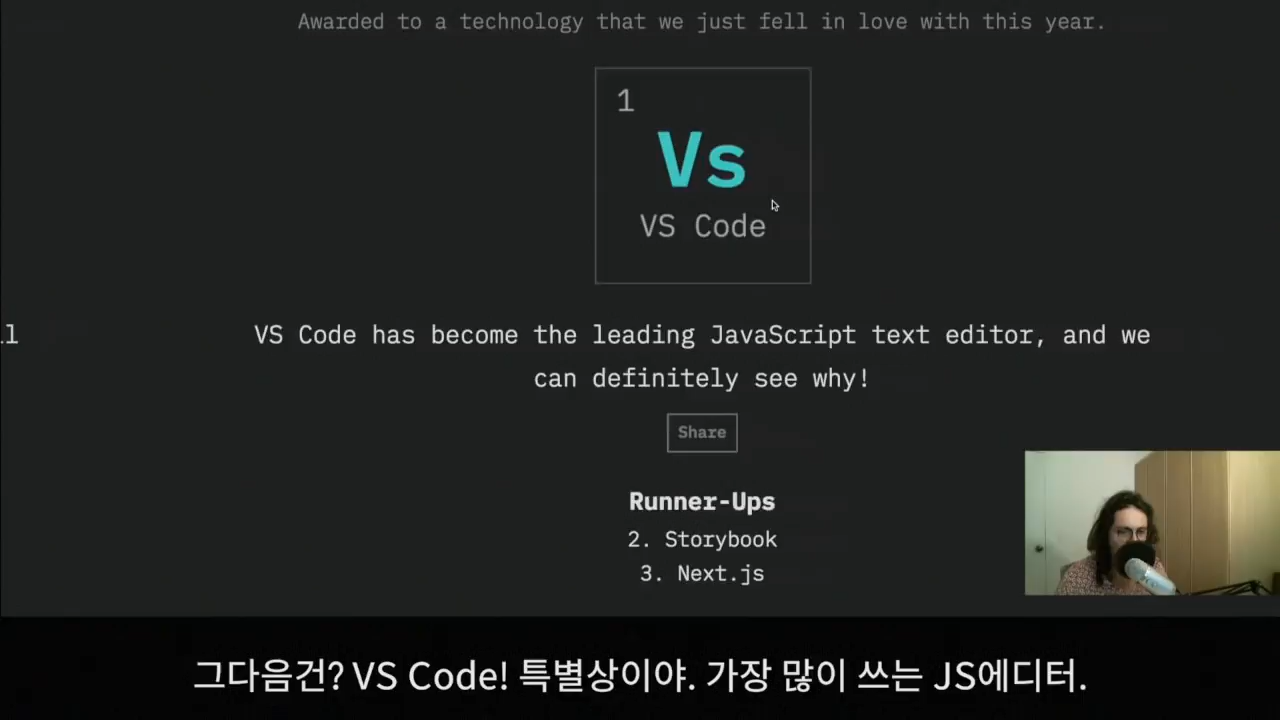 Awarded to a technology that we just fell in love with this year.
1
Vs
VS Code
VS Code has become the leading JavaScript text editor, and we
can definitely see why!
Share
Runner-Ups
2. Storybook
3. Next.js
그다음건? VS Code! 특별상이야. 가장 많이 쓰는 JS에디터.